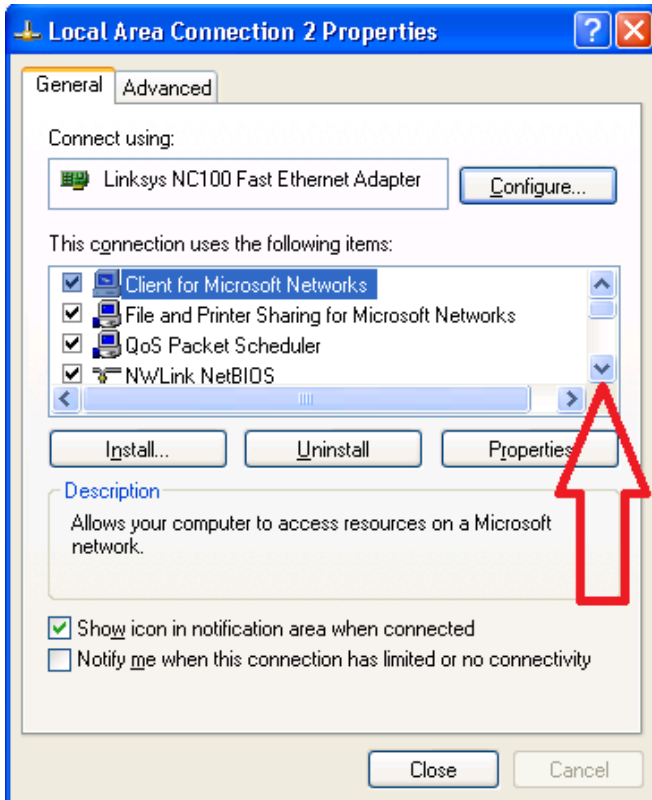 Local Area Connection 2 Properties
General
Advanced
Connect using:
Linksys NC100 Fast Ethernet Adapter
Configure...
This connection uses the following items:
Client for Microsoft Networks
File and Printer Sharing for Microsoft Networks
QoS Packet Scheduler
NWLink NetBIOS
Install...
Uninstall
Properties
Description
Allows your computer to access resources on a Microsoft
network.
Show icon in notification area when connected
Notify me when this connection has limited or no connectivity
Close
Cancel